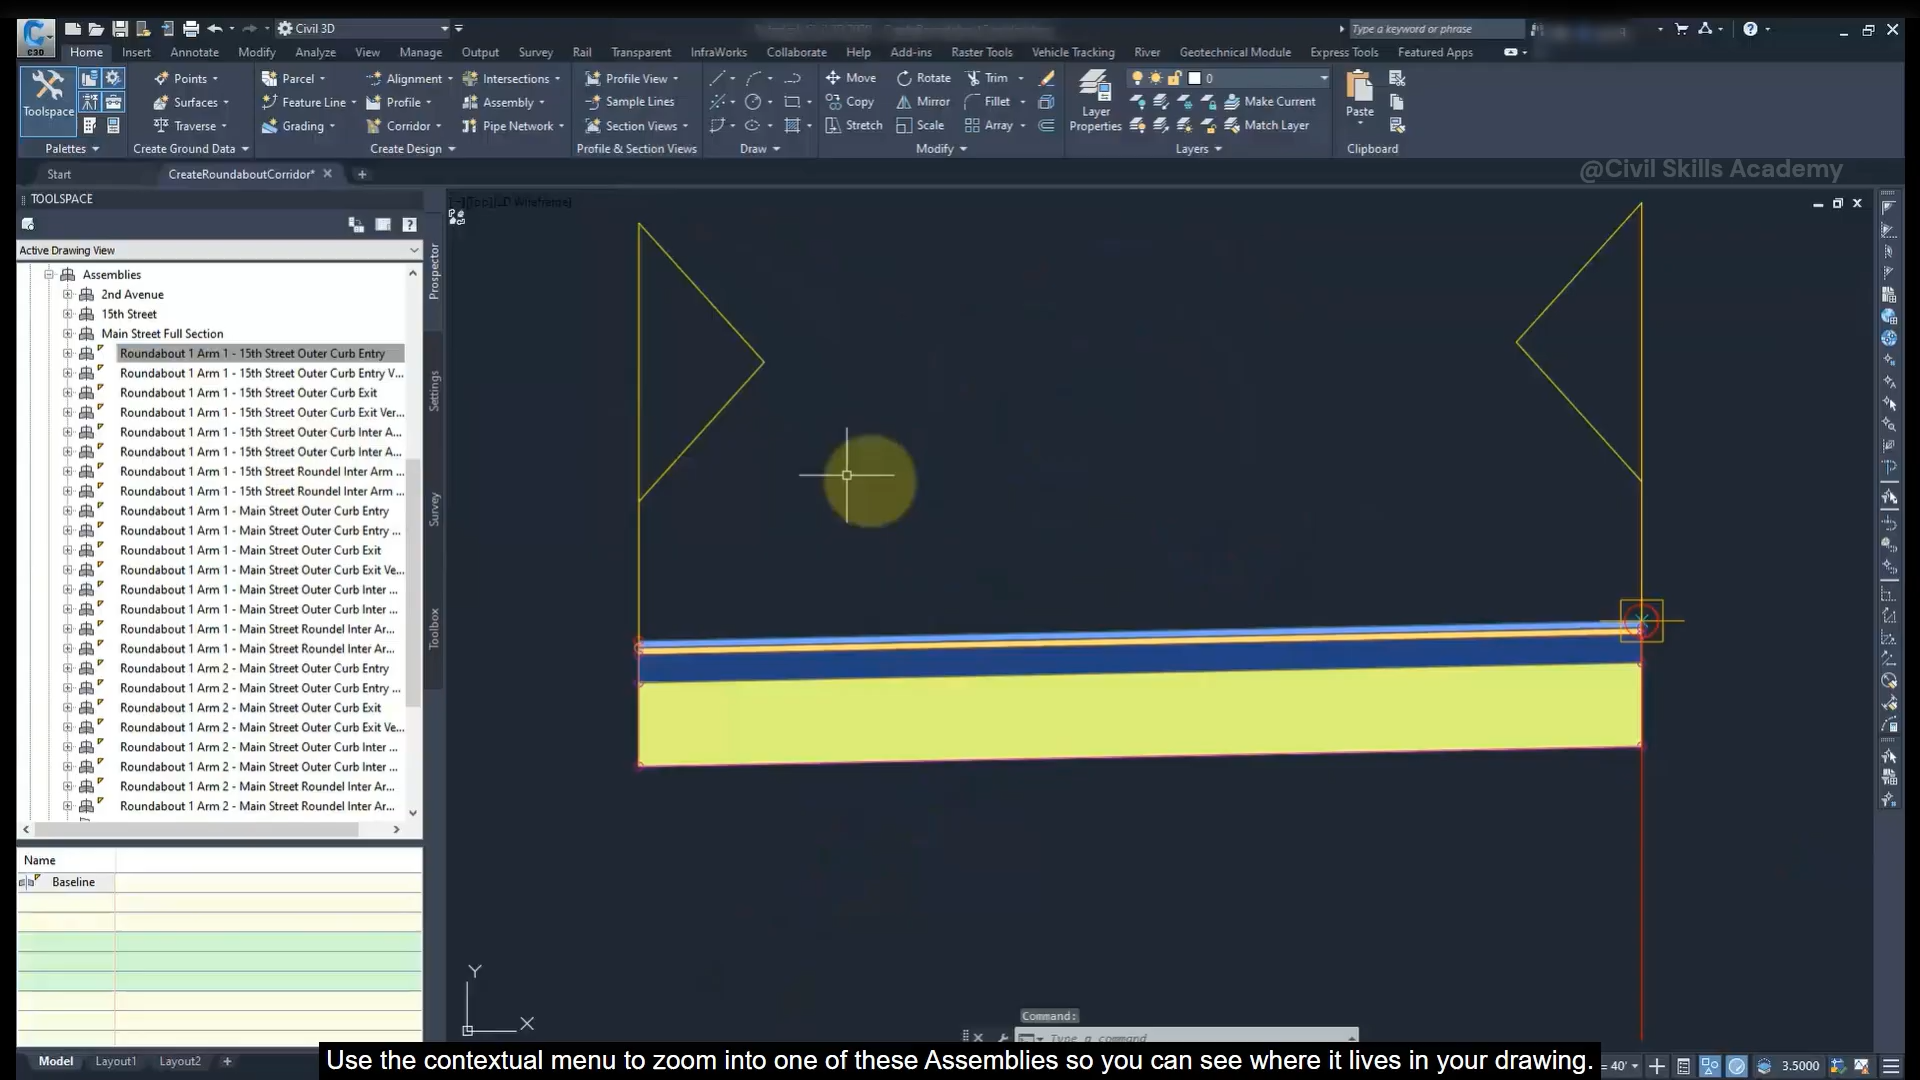 C3D
Civil 3D
Type a keyword or phrase
Home Insert Annotate Modify Analyze View Manage Output Survey Rail Transparent InfraWorks Collaborate Help Add-ins Raster Tools Vehicle Tracking River Geotechnical Module Express Tools Featured Apps
Toolspace
Points
Surfaces
Traverse
Parcel
Feature Line
Grading
Alignment
Profile
Corridor
Intersections
Assembly
Pipe Network
Profile View
Sample Lines
Section Views
Move
Copy
Stretch
Rotate
Mirror
Scale
Trim
Fillet
Array
Layer
Properties
0
Make Current
Match Layer
Paste
Palettes
Create Ground Data
Create Design
Profile & Section Views
Draw
Modify
Layers
Clipboard
Start
CreateRoundaboutCorridor*
@Civil Skills Academy
TOOLSPACE
Active Drawing View
Assemblies
2nd Avenue
15th Street
Main Street Full Section
Roundabout 1 Arm 1 - 15th Street Outer Curb Entry
Roundabout 1 Arm 1 - 15th Street Outer Curb Entry V...
Roundabout 1 Arm 1 - 15th Street Outer Curb Exit
Roundabout 1 Arm 1 - 15th Street Outer Curb Exit Ver...
Roundabout 1 Arm 1 - 15th Street Outer Curb Inter A...
Roundabout 1 Arm 1 - 15th Street Outer Curb Inter A...
Roundabout 1 Arm 1 - 15th Street Roundel Inter Arm ...
Roundabout 1 Arm 1 - 15th Street Roundel Inter Arm ...
Roundabout 1 Arm 1 - Main Street Outer Curb Entry
Roundabout 1 Arm 1 - Main Street Outer Curb Entry ...
Roundabout 1 Arm 1 - Main Street Outer Curb Exit
Roundabout 1 Arm 1 - Main Street Outer Curb Exit Ve...
Roundabout 1 Arm 1 - Main Street Outer Curb Inter ...
Roundabout 1 Arm 1 - Main Street Outer Curb Inter ...
Roundabout 1 Arm 1 - Main Street Roundel Inter Ar...
Roundabout 1 Arm 1 - Main Street Roundel Inter Ar...
Roundabout 1 Arm 2 - Main Street Outer Curb Entry
Roundabout 1 Arm 2 - Main Street Outer Curb Entry ...
Roundabout 1 Arm 2 - Main Street Outer Curb Exit
Roundabout 1 Arm 2 - Main Street Outer Curb Exit Ve...
Roundabout 1 Arm 2 - Main Street Outer Curb Inter ...
Roundabout 1 Arm 2 - Main Street Outer Curb Inter ...
Roundabout 1 Arm 2 - Main Street Roundel Inter Ar...
Roundabout 1 Arm 2 - Main Street Roundel Inter Ar...
Prospector
Settings
Survey
Toolbox
Name
Baseline
Y
X
Command:
Type a command
Model Layout1 Layout2
Use the contextual menu to zoom into one of these Assemblies so you can see where it lives in your drawing.
= 40'
3.5000